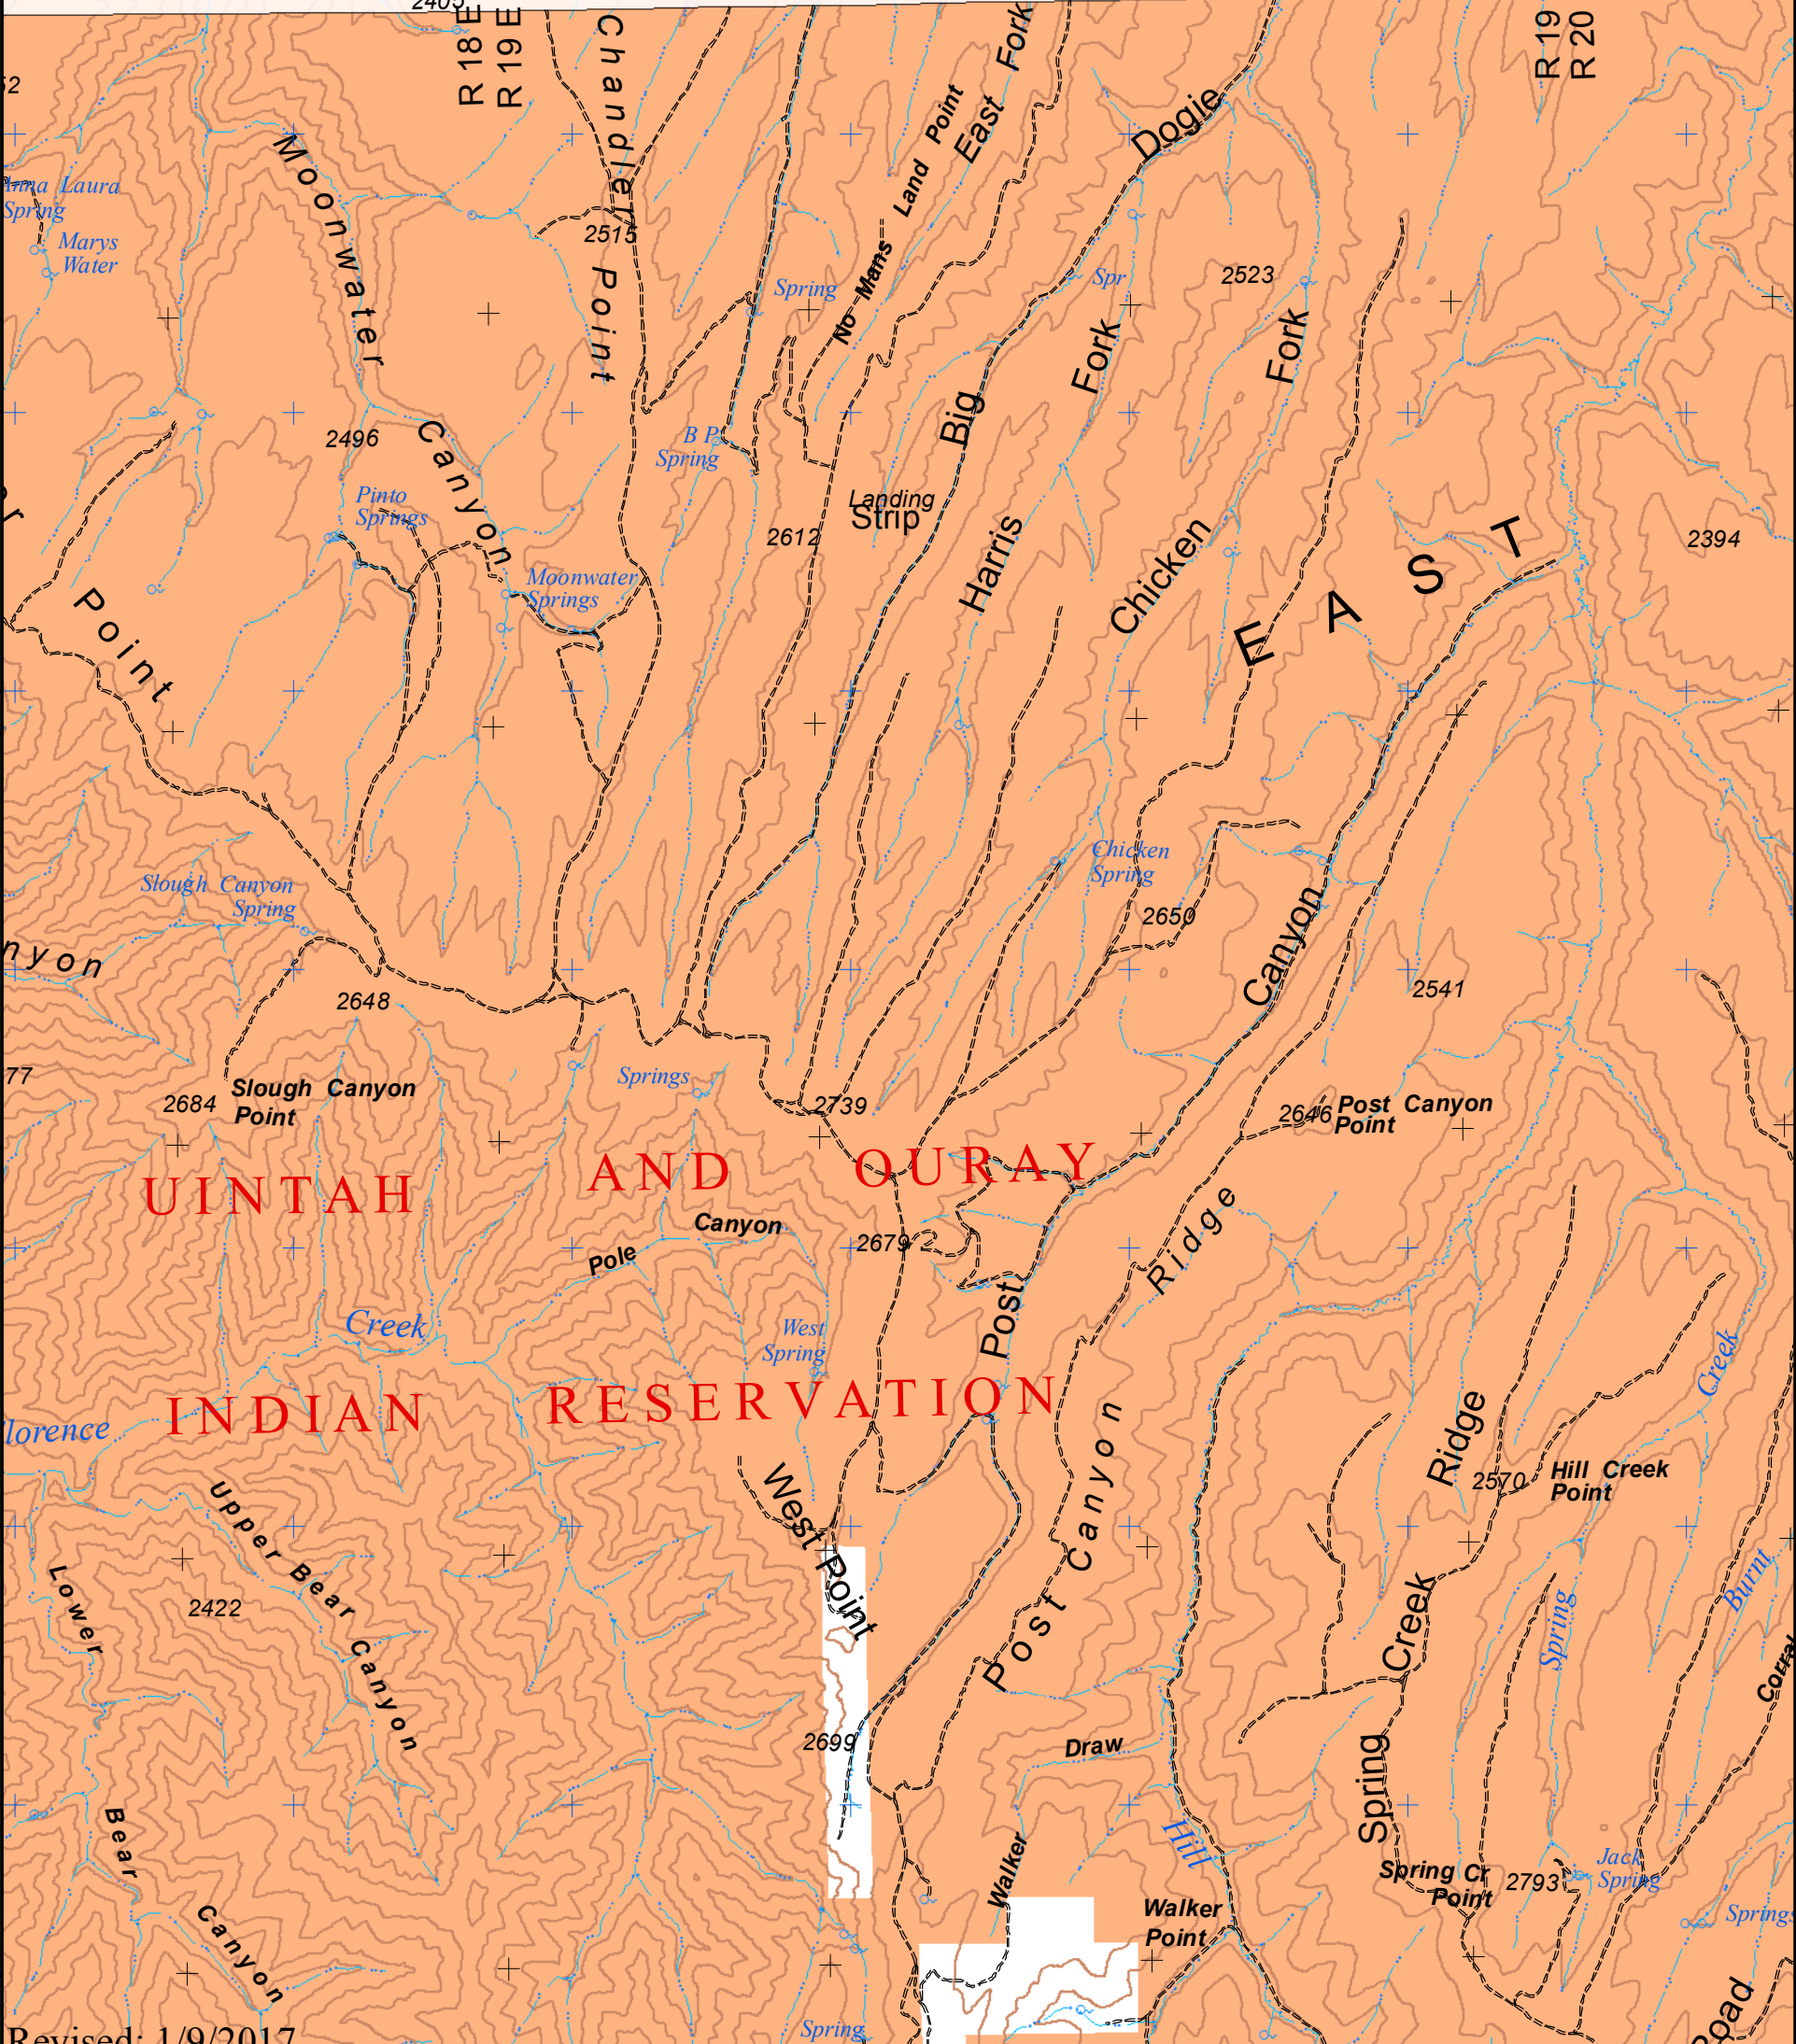 2405
R 18 E
R 19 E
R 19
R 20
Chandler Point
East Fork
No Mans Land Point
Dogie
Moonwater Canyon
Anna Laura
Spring
Marys
Water
2515
Spring
Spr
2523
Big
Harris Fork
Chicken Fork
2496
Pinto
Springs
B P
Spring
Landing
Strip
2612
EAST
2394
Moonwater
Springs
Point
Chicken
Spring
2650
Slough Canyon
Spring
Canyon
2541
2648
Springs
2684
Slough Canyon
Point
2739
2646
Post Canyon
Point
UINTAH AND OURAY
Pole Canyon
2679
Post
Ridge
Creek
West
Spring
INDIAN RESERVATION
West Point
Post Canyon
Ridge
2570
Hill Creek
Point
Creek
Burnt
Upper Bear Canyon
2422
Lower Bear Canyon
Creek
Spring
Spring
2699
Draw
Walker
Hill
Walker
Point
Spring Cr
Point
2793
Jack
Spring
Springs
Corral
Road
Spring
Revised: 1/9/2017